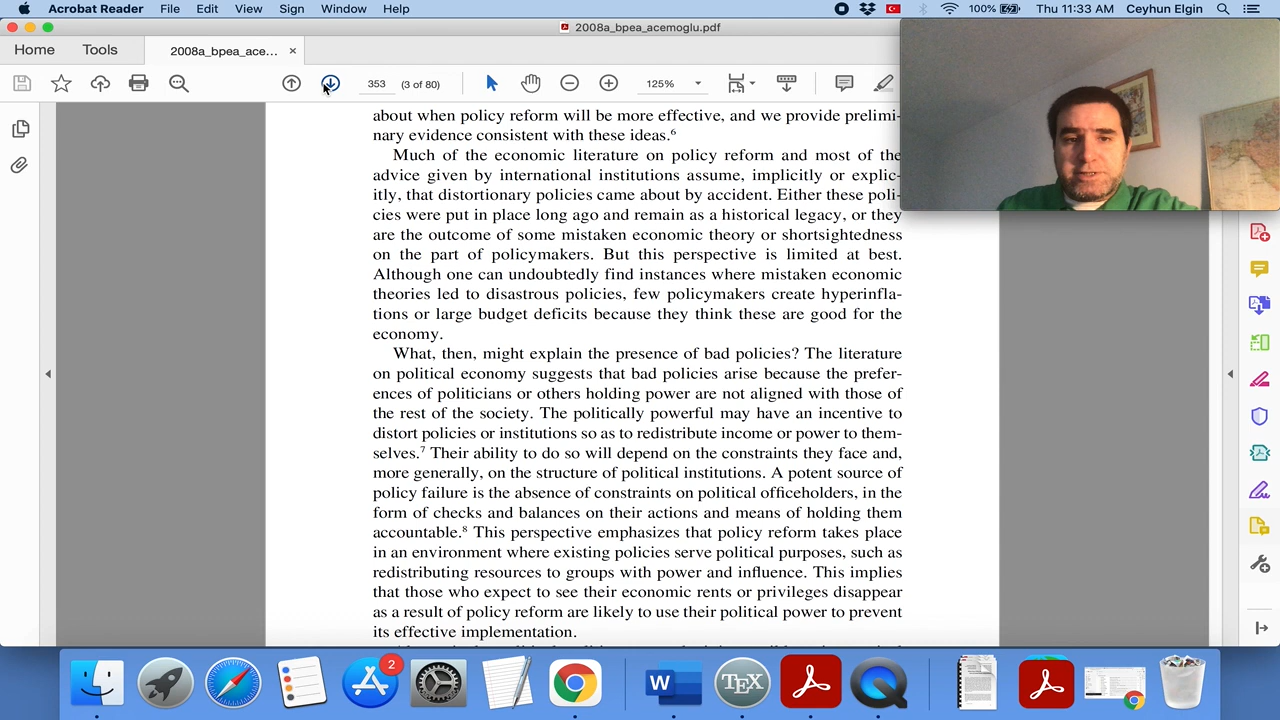 Acrobat Reader File Edit View Sign Window Help 100% Thu 11:33 AM Ceyhun Elgin
2008a_bpea_acemoglu.pdf
Home Tools 2008a_bpea_ace... ×
353 (3 of 80) 125%
about when policy reform will be more effective, and we provide prelimi-
nary evidence consistent with these ideas.⁶
Much of the economic literature on policy reform and most of the
advice given by international institutions assume, implicitly or explic-
itly, that distortionary policies came about by accident. Either these poli-
cies were put in place long ago and remain as a historical legacy, or they
are the outcome of some mistaken economic theory or shortsightedness
on the part of policymakers. But this perspective is limited at best.
Although one can undoubtedly find instances where mistaken economic
theories led to disastrous policies, few policymakers create hyperinfla-
tions or large budget deficits because they think these are good for the
economy.
What, then, might explain the presence of bad policies? The literature
on political economy suggests that bad policies arise because the prefer-
ences of politicians or others holding power are not aligned with those of
the rest of the society. The politically powerful may have an incentive to
distort policies or institutions so as to redistribute income or power to them-
selves.⁷ Their ability to do so will depend on the constraints they face and,
more generally, on the structure of political institutions. A potent source of
policy failure is the absence of constraints on political officeholders, in the
form of checks and balances on their actions and means of holding them
accountable.⁸ This perspective emphasizes that policy reform takes place
in an environment where existing policies serve political purposes, such as
redistributing resources to groups with power and influence. This implies
that those who expect to see their economic rents or privileges disappear
as a result of policy reform are likely to use their political power to prevent
its effective implementation.
2
W
TEX